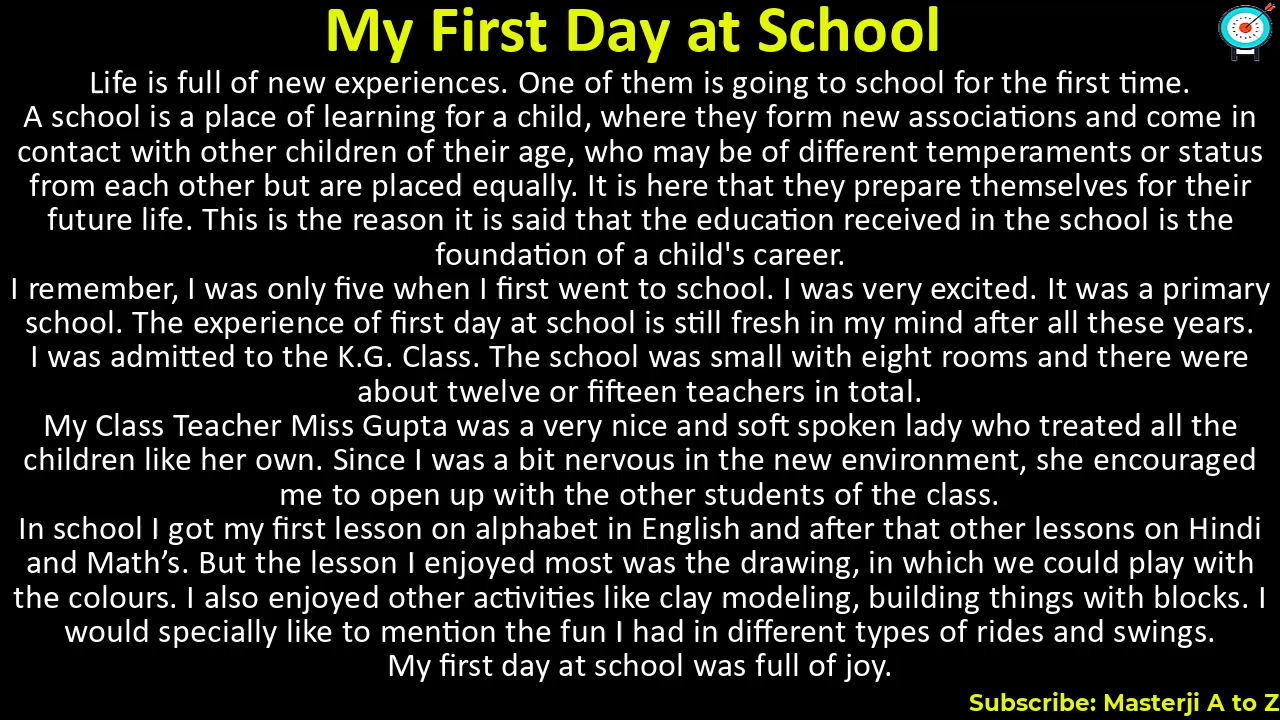 My First Day at School
Life is full of new experiences. One of them is going to school for the first time.
A school is a place of learning for a child, where they form new associations and come in
contact with other children of their age, who may be of different temperaments or status
from each other but are placed equally. It is here that they prepare themselves for their
future life. This is the reason it is said that the education received in the school is the
foundation of a child's career.
I remember, I was only five when I first went to school. I was very excited. It was a primary
school. The experience of first day at school is still fresh in my mind after all these years.
I was admitted to the K.G. Class. The school was small with eight rooms and there were
about twelve or fifteen teachers in total.
My Class Teacher Miss Gupta was a very nice and soft spoken lady who treated all the
children like her own. Since I was a bit nervous in the new environment, she encouraged
me to open up with the other students of the class.
In school I got my first lesson on alphabet in English and after that other lessons on Hindi
and Math’s. But the lesson I enjoyed most was the drawing, in which we could play with
the colours. I also enjoyed other activities like clay modeling, building things with blocks. I
would specially like to mention the fun I had in different types of rides and swings.
My first day at school was full of joy.
Subscribe: Masterji A to Z